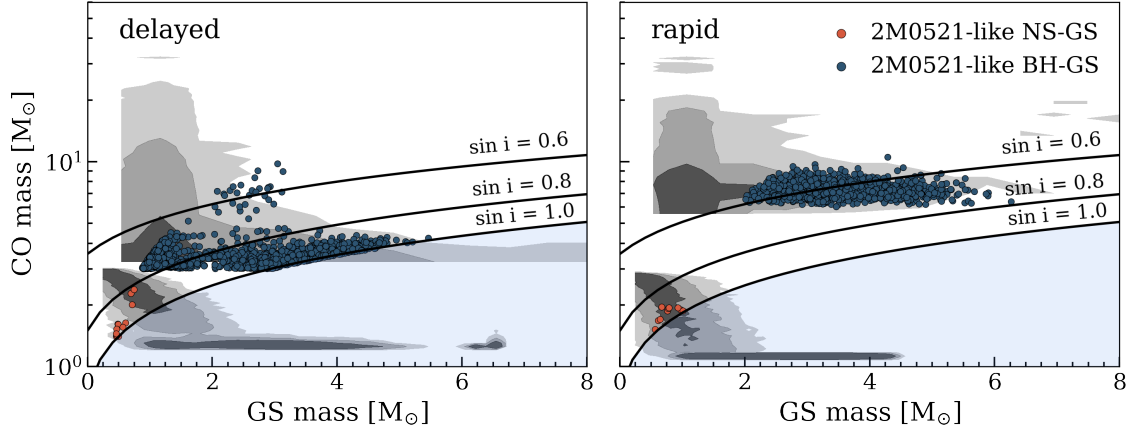 delayed
rapid
2M0521-like NS-GS
2M0521-like BH-GS
sin i = 0.6
sin i = 0.8
sin i = 1.0
sin i = 0.6
sin i = 0.8
sin i = 1.0
CO mass [M⊙]
10¹
10⁰
0 2 4 6 8
0 2 4 6 8
GS mass [M⊙]
GS mass [M⊙]